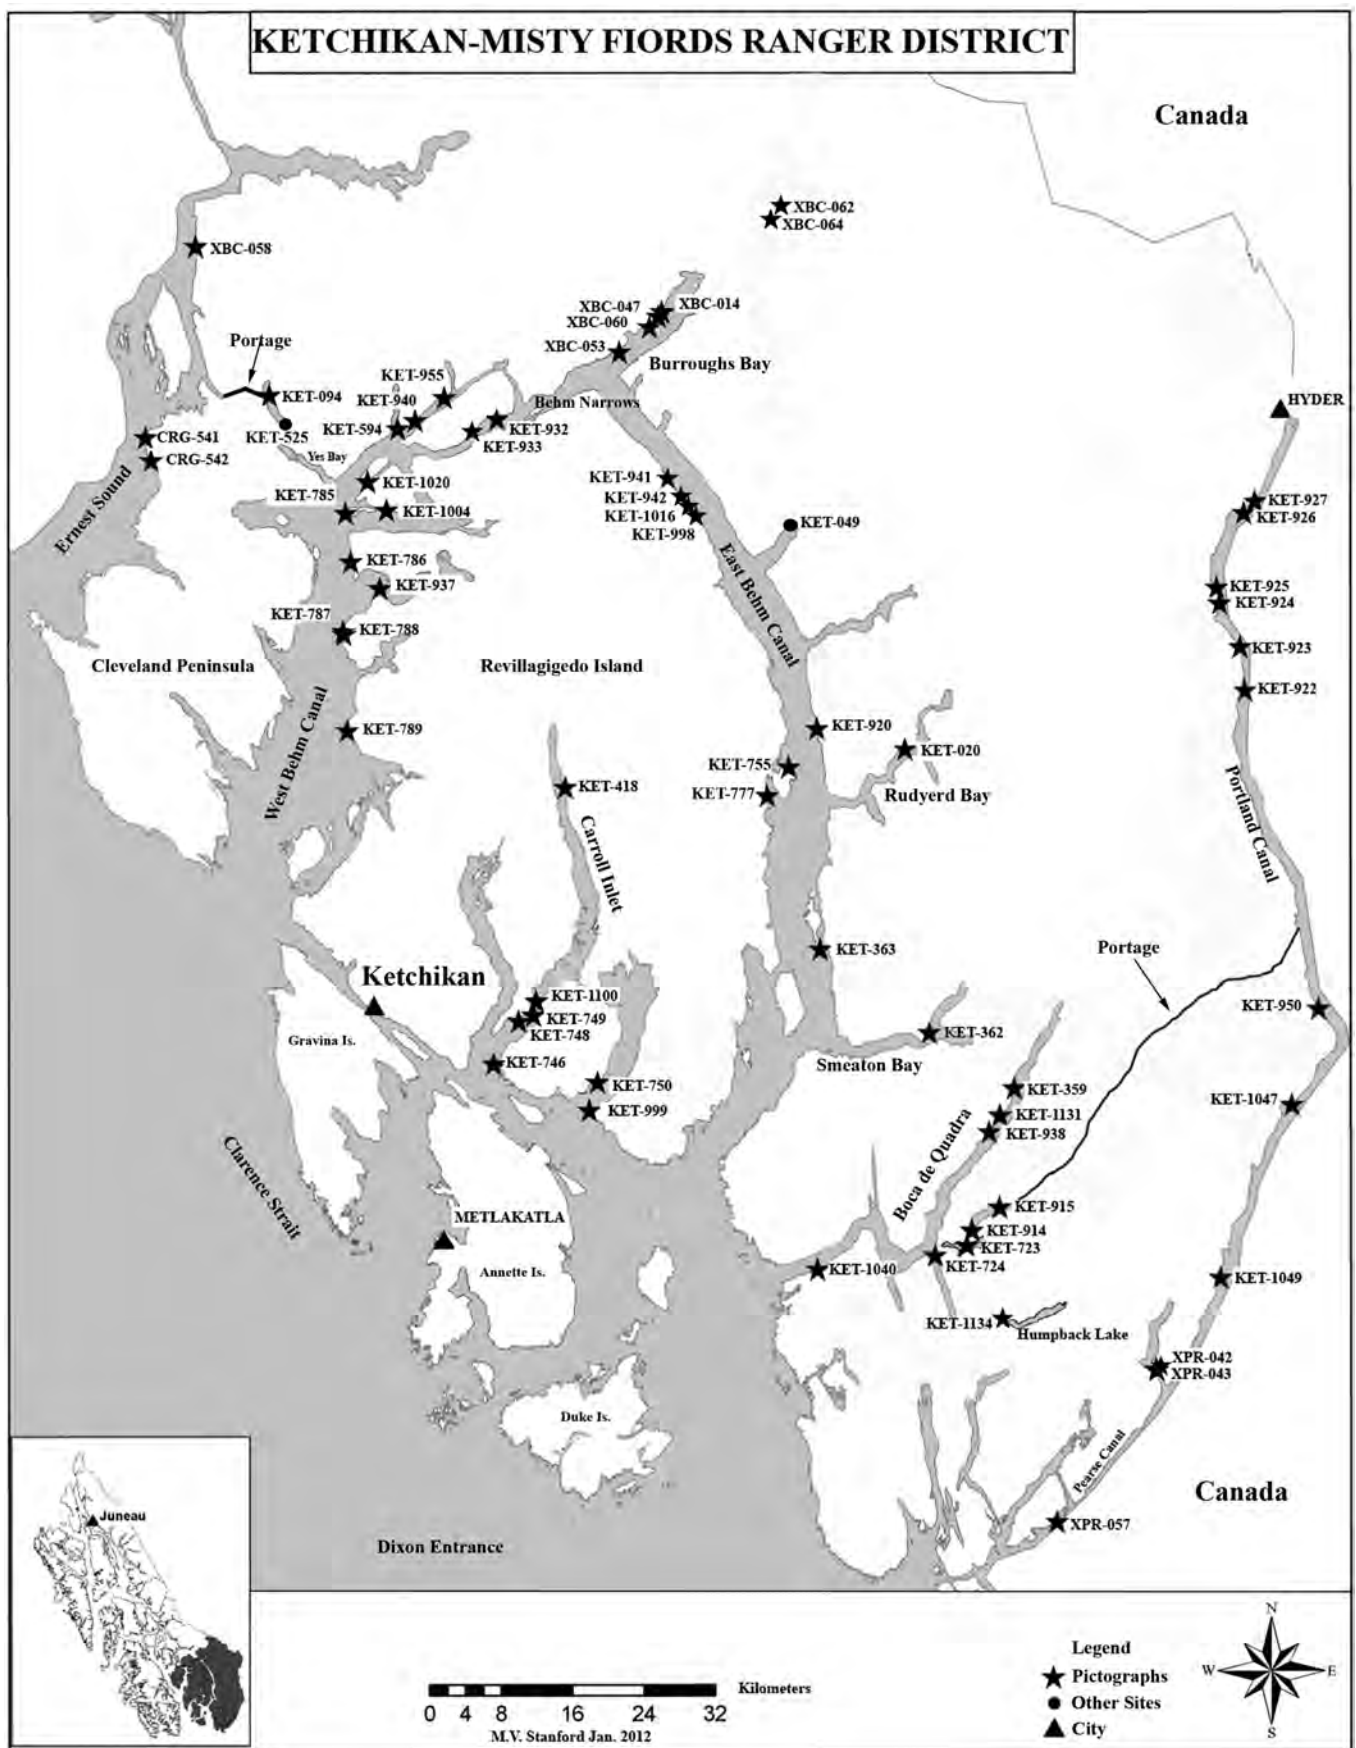 KETCHIKAN-MISTY FIORDS RANGER DISTRICT
Canada
XBC-062
XBC-064
XBC-058
XBC-047
XBC-014
XBC-060
XBC-053
Burroughs Bay
Portage
KET-955
KET-094
KET-940
Behm Narrows
HYDER
KET-594
KET-932
KET-525
KET-933
CRG-541
CRG-542
Yes Bay
Ernest Sound
KET-1020
KET-785
KET-1004
KET-941
KET-942
KET-1016
KET-998
KET-049
KET-927
KET-926
KET-786
KET-937
East Behm Canal
KET-925
KET-924
KET-787
KET-788
KET-923
Cleveland Peninsula
Revillagigedo Island
KET-922
West Behm Canal
KET-789
KET-920
KET-020
KET-755
KET-777
Rudyerd Bay
KET-418
Portland Canal
Carroll Inlet
KET-363
Portage
Ketchikan
KET-1100
KET-749
KET-748
KET-950
Gravina Is.
KET-362
KET-746
Smeaton Bay
KET-750
KET-359
KET-999
KET-1131
KET-938
KET-1047
Clarence Strait
Boca de Quadra
METLAKATLA
KET-915
KET-914
KET-723
KET-724
Annette Is.
KET-1040
KET-1049
KET-1134
Humpback Lake
XPR-042
XPR-043
Duke Is.
Pearse Canal
Canada
XPR-057
Dixon Entrance
Juneau
Legend
Pictographs
Other Sites
City
Kilometers
0 4 8 16 24 32
M.V. Stanford Jan. 2012
N
W
E
S